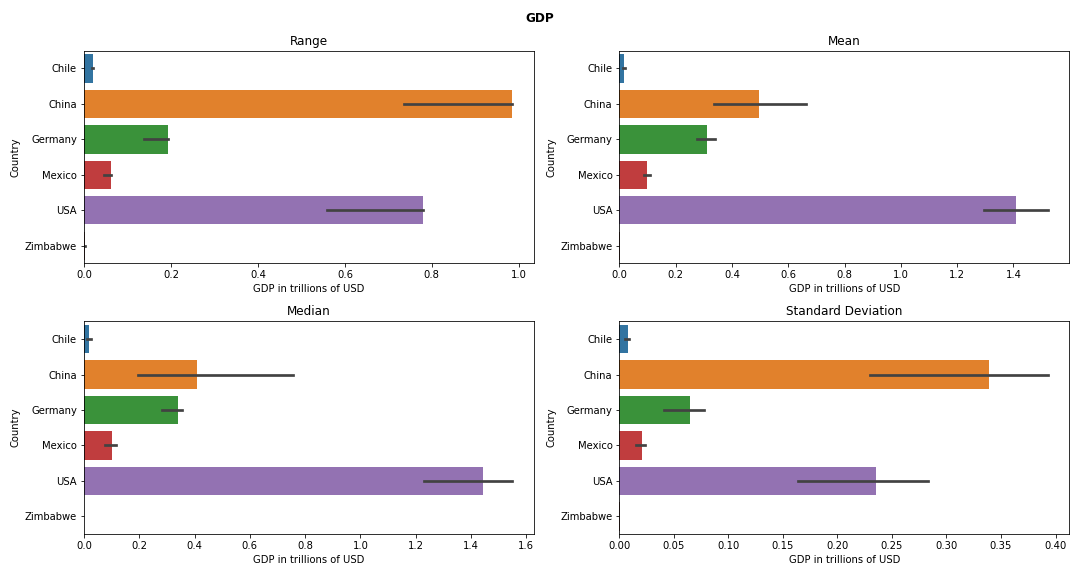 GDP
Range
Country
Chile
China
Germany
Mexico
USA
Zimbabwe
0.0 0.2 0.4 0.6 0.8 1.0
GDP in trillions of USD
Mean
Country
Chile
China
Germany
Mexico
USA
Zimbabwe
0.0 0.2 0.4 0.6 0.8 1.0 1.2 1.4
GDP in trillions of USD
Median
Country
Chile
China
Germany
Mexico
USA
Zimbabwe
0.0 0.2 0.4 0.6 0.8 1.0 1.2 1.4 1.6
GDP in trillions of USD
Standard Deviation
Country
Chile
China
Germany
Mexico
USA
Zimbabwe
0.00 0.05 0.10 0.15 0.20 0.25 0.30 0.35 0.40
GDP in trillions of USD